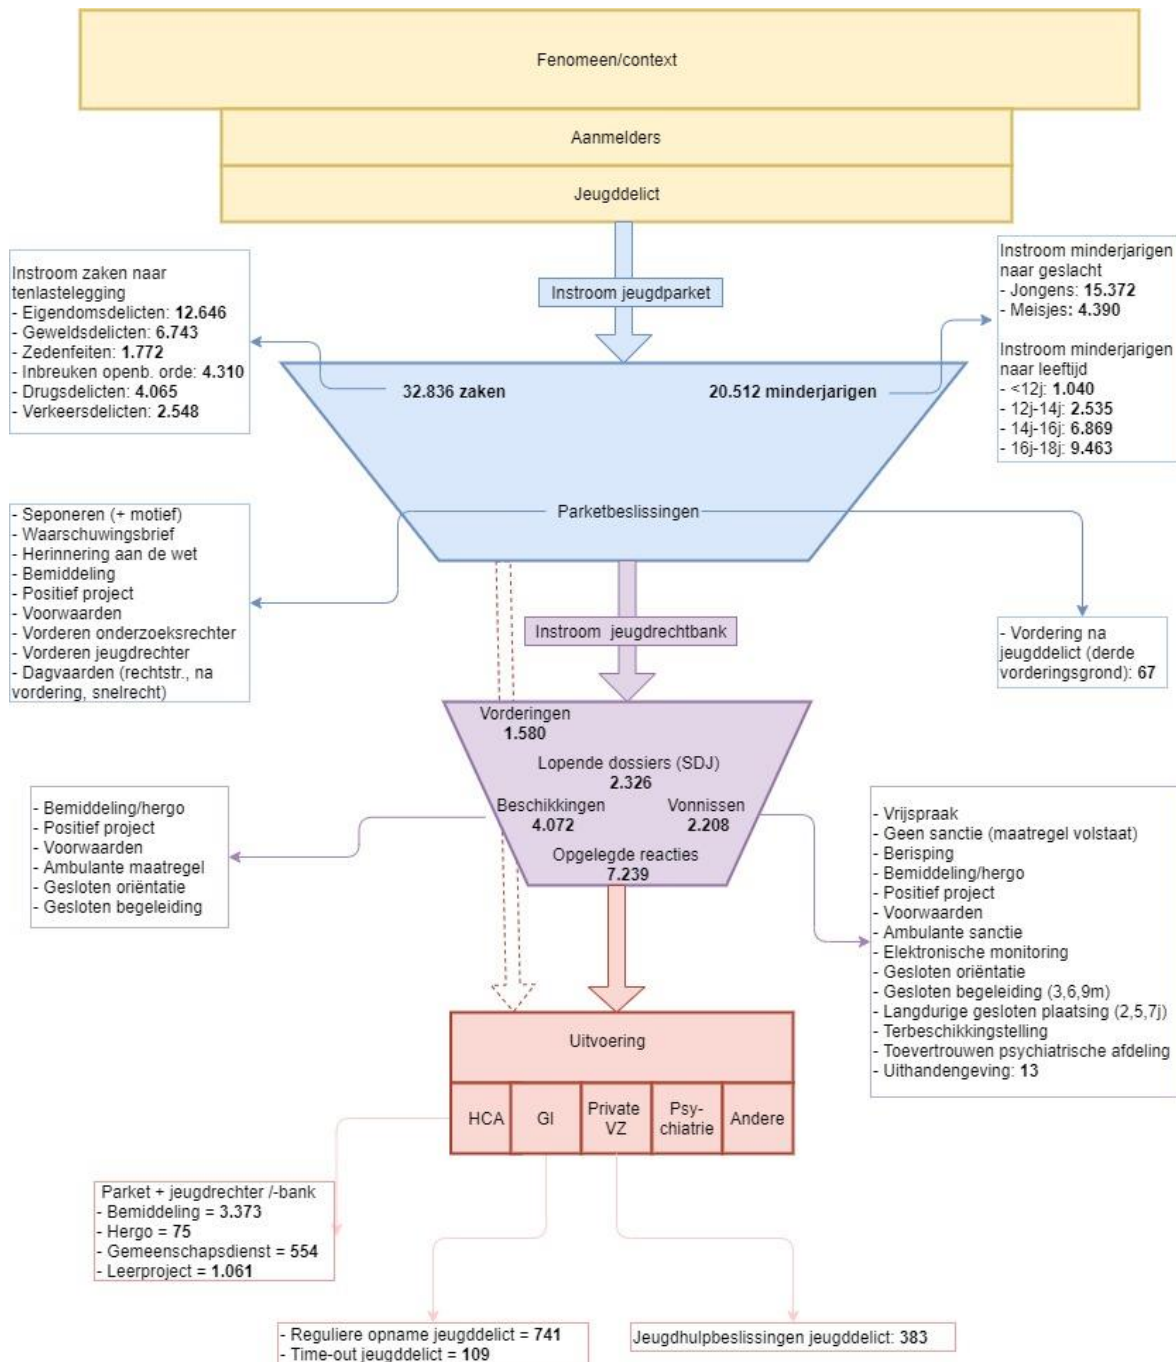 Fenomeen/context
Aanmelders
Jeugddelict
Instroom jeugdparket
Instroom zaken naar
tenlastelegging
- Eigendomsdelicten: 12.646
- Geweldsdelicten: 6.743
- Zedenfeiten: 1.772
- Inbreuken openb. orde: 4.310
- Drugsdelicten: 4.065
- Verkeersdelicten: 2.548
Instroom minderjarigen
naar geslacht
- Jongens: 15.372
- Meisjes: 4.390
Instroom minderjarigen
naar leeftijd
- <12j: 1.040
- 12j-14j: 2.535
- 14j-16j: 6.869
- 16j-18j: 9.463
32.836 zaken
20.512 minderjarigen
Parketbeslissingen
- Seponeren (+ motief)
- Waarschuwingsbrief
- Herinnering aan de wet
- Bemiddeling
- Positief project
- Voorwaarden
- Vorderen onderzoeksrechter
- Vorderen jeugdrechter
- Dagvaarden (rechtstr., na
vordering, snelrecht)
- Vordering na
jeugddelict (derde
vorderingsgrond): 67
Instroom jeugdrechtbank
Vorderingen
1.580
Lopende dossiers (SDJ)
2.326
Beschikkingen
4.072
Vonnissen
2.208
Opgelegde reacties
7.239
- Bemiddeling/hergo
- Positief project
- Voorwaarden
- Ambulante maatregel
- Gesloten oriëntatie
- Gesloten begeleiding
- Vrijspraak
- Geen sanctie (maatregel volstaat)
- Berisping
- Bemiddeling/hergo
- Positief project
- Voorwaarden
- Ambulante sanctie
- Elektronische monitoring
- Gesloten oriëntatie
- Gesloten begeleiding (3,6,9m)
- Langdurige gesloten plaatsing (2,5,7j)
- Terbeschikkingstelling
- Toevertrouwen psychiatrische afdeling
- Uithandengeving: 13
Uitvoering
HCA
GI
Private
VZ
Psy-
chiatrie
Andere
Parket + jeugdrechter /-bank
- Bemiddeling = 3.373
- Hergo = 75
- Gemeenschapsdienst = 554
- Leerproject = 1.061
- Reguliere opname jeugddelict = 741
- Time-out jeugddelict = 109
Jeugdhulpbeslissingen jeugddelict: 383